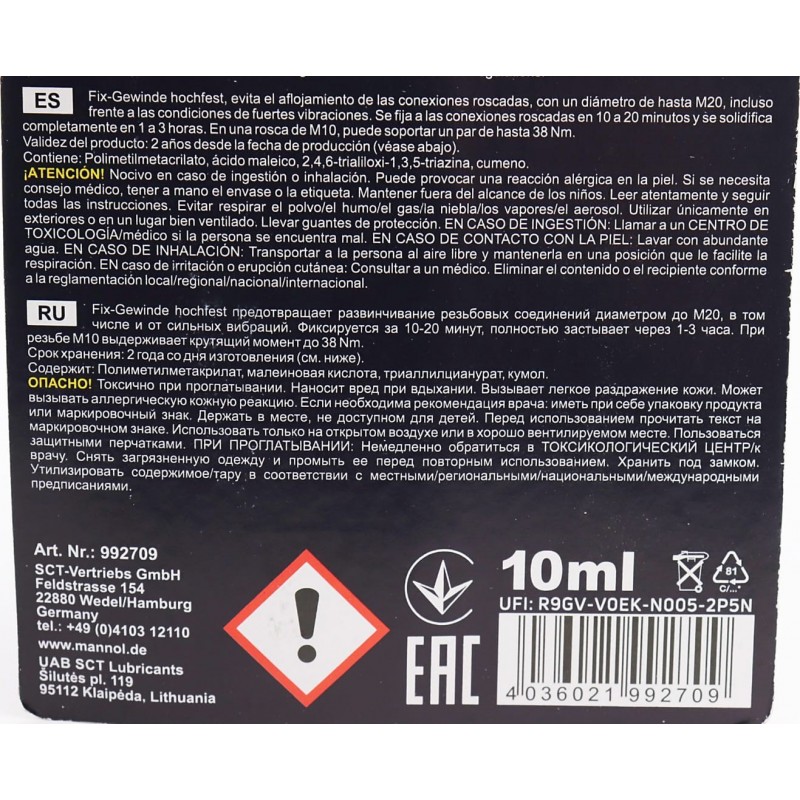 ES Fix-Gewinde hochfest, evita el aflojamiento de las conexiones roscadas, con un diámetro de hasta M20, incluso
frente a las condiciones de fuertes vibraciones. Se fija a las conexiones roscadas en 10 a 20 minutos y se solidifica
completamente en 1 a 3 horas. En una rosca de M10, puede soportar un par de hasta 38 Nm.
Validez del producto: 2 años desde la fecha de producción (véase abajo).
Contiene: Polimetilmetacrilato, ácido maleico, 2,4,6-trialiloxi-1,3,5-triazina, cumeno.
¡ATENCIÓN! Nocivo en caso de ingestión o inhalación. Puede provocar una reacción alérgica en la piel. Si se necesita
consejo médico, tener a mano el envase o la etiqueta. Mantener fuera del alcance de los niños. Leer atentamente y seguir
todas las instrucciones. Evitar respirar el polvo/el humo/el gas/la niebla/los vapores/el aerosol. Utilizar únicamente en
exteriores o en un lugar bien ventilado. Llevar guantes de protección. EN CASO DE INGESTIÓN: Llamar a un CENTRO DE
TOXICOLOGÍA/médico si la persona se encuentra mal. EN CASO DE CONTACTO CON LA PIEL: Lavar con abundante
agua. EN CASO DE INHALACIÓN: Transportar a la persona al aire libre y mantenerla en una posición que le facilite la
respiración. EN caso de irritación o erupción cutánea: Consultar a un médico. Eliminar el contenido o el recipiente conforme
a la reglamentación local/regional/nacional/internacional.
RU Fix-Gewinde hochfest предотвращает развинчивание резьбовых соединений диаметром до M20, в том
числе и от сильных вибраций. Фиксируется за 10-20 минут, полностью застывает через 1-3 часа. При
резьбе М10 выдерживает крутящий момент до 38 Nm.
Срок хранения: 2 года со дня изготовления (см. ниже).
Содержит: Полиметилметакрилат, малеиновая кислота, триаллилцианурат, кумол.
ОПАСНО! Токсично при проглатывании. Наносит вред при вдыхании. Вызывает легкое раздражение кожи. Может
вызывать аллергическую кожную реакцию. Если необходима рекомендация врача: иметь при себе упаковку продукта
или маркировочный знак. Держать в месте, не доступном для детей. Перед использованием прочитать текст на
маркировочном знаке. Использовать только на открытом воздухе или в хорошо вентилируемом месте. Пользоваться
защитными перчатками. ПРИ ПРОГЛАТЫВАНИИ: Немедленно обратиться в ТОКСИКОЛОГИЧЕСКИЙ ЦЕНТР/к
врачу. Снять загрязненную одежду и промыть ее перед повторным использованием. Хранить под замком.
Утилизировать содержимое/тару в соответствии с местными/региональными/национальными/международными
предписаниями.
Art. Nr.: 992709
SCT-Vertriebs GmbH
Feldstrasse 154
22880 Wedel/Hamburg
Germany
tel.: +49 (0)4103 12110
www.mannol.de
UAB SCT Lubricants
Šilutės pl. 119
95112 Klaipėda, Lithuania
EAC
10ml
81
C/...
UFI: R9GV-V0EK-N005-2P5N
4 036021 992709